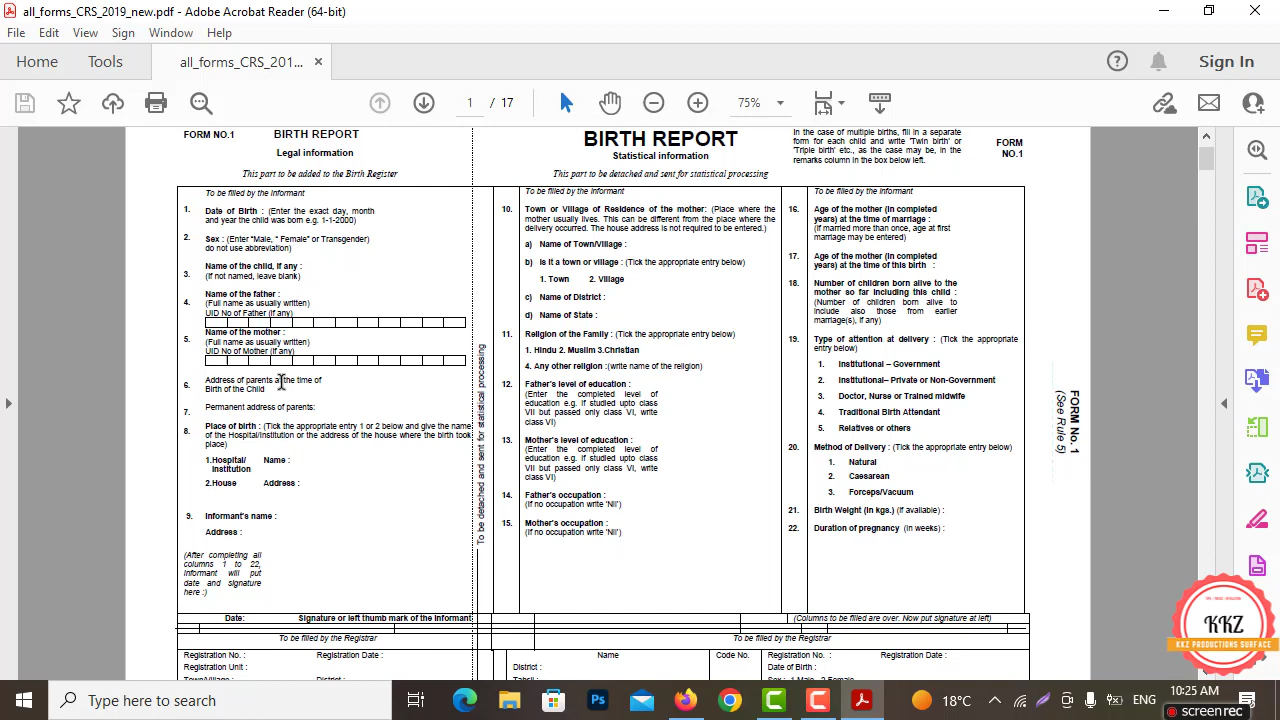 all_forms_CRS_2019_new.pdf - Adobe Acrobat Reader (64-bit)
File Edit View Sign Window Help
Home Tools all_forms_CRS_201... × Sign In
1 / 17 75%
FORM NO.1 BIRTH REPORT
Legal information
This part to be added to the Birth Register
BIRTH REPORT
Statistical information
This part to be detached and sent for statistical processing
In the case of multiple births, fill in a separate
form for each child and write 'Twin birth' or
'Triple birth' etc., as the case may be, in the
remarks column in the box below left.
FORM
NO.1
To be filled by the informant
1. Date of Birth : (Enter the exact day, month
and year the child was born e.g. 1-1-2000)
2. Sex : (Enter "Male, " Female" or Transgender)
do not use abbreviation)
3. Name of the child, if any :
(If not named, leave blank)
4. Name of the father :
(Full name as usually written)
UID No of Father (if any)
5. Name of the mother :
(Full name as usually written)
UID No of Mother (if any)
6. Address of parents at the time of
Birth of the Child
7. Permanent address of parents:
8. Place of birth : (Tick the appropriate entry 1 or 2 below and give the name
of the Hospital/Institution or the address of the house where the birth took
place)
1.Hospital/ Name :
Institution
2.House Address :
9. Informant's name :
Address :
(After completing all
columns 1 to 22,
Informant will put
date and signature
here :)
To be detached and sent for statistical processing
To be filled by the informant
10. Town or Village of Residence of the mother: (Place where the
mother usually lives. This can be different from the place where the
delivery occurred. The house address is not required to be entered.)
a) Name of Town/Village :
b) Is it a town or village : (Tick the appropriate entry below)
1. Town 2. Village
c) Name of District :
d) Name of State :
11. Religion of the Family : (Tick the appropriate entry below)
1. Hindu 2. Muslim 3.Christian
4. Any other religion :(write name of the religion)
12. Father's level of education :
(Enter the completed level of
education e.g. if studied upto class
VII but passed only class VI, write
class VI)
13. Mother's level of education :
(Enter the completed level of
education e.g. if studied upto class
VII but passed only class VI, write
class VI)
14. Father's occupation :
(If no occupation write 'Nil')
15. Mother's occupation :
(If no occupation write 'Nil')
To be filled by the informant
16. Age of the mother (in completed
years) at the time of marriage :
(If married more than once, age at first
marriage may be entered)
17. Age of the mother (in completed
years) at the time of this birth :
18. Number of children born alive to the
mother so far including this child :
(Number of children born alive to
include also those from earlier
marriage(s), if any)
19. Type of attention at delivery : (Tick the appropriate
entry below)
1. Institutional – Government
2. Institutional– Private or Non-Government
3. Doctor, Nurse or Trained midwife
4. Traditional Birth Attendant
5. Relatives or others
20. Method of Delivery : (Tick the appropriate entry below)
1. Natural
2. Caesarean
3. Forceps/Vacuum
21. Birth Weight (in kgs.) (if available) :
22. Duration of pregnancy (in weeks) :
FORM No. 1
(See Rule 5)
Date: Signature or left thumb mark of the Informant
(Columns to be filled are over. Now put signature at left)
To be filled by the Registrar
To be filled by the Registrar
Registration No. : Registration Date :
Registration Unit :
Town/Village : District :
Name Code No.
District :
Tahsil :
Registration No. : Registration Date :
Date of Birth :
Sex : 1.Male 2.Female
KKZ
KKZ PRODUCTIONS SURFACE
Type here to search
Ps
18°C ENG 10:25 AM
screen rec